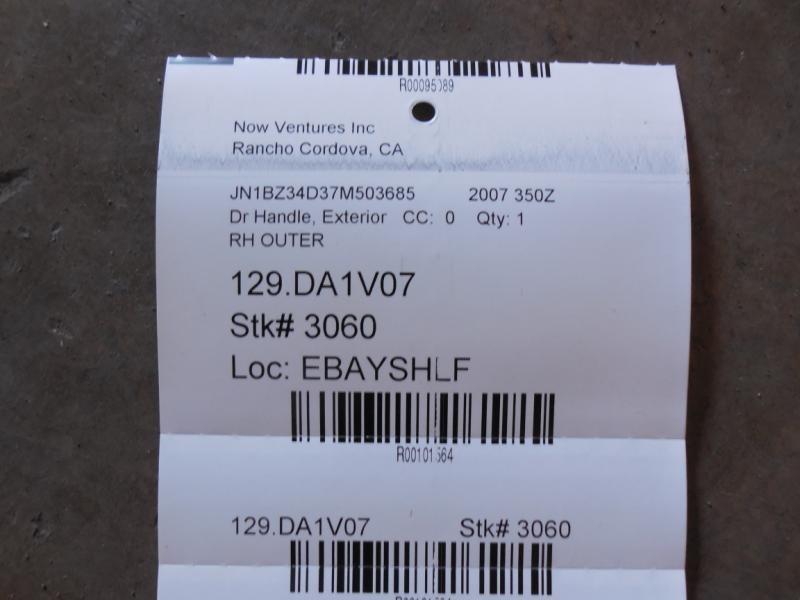 Now Ventures Inc
Rancho Cordova, CA
JN1BZ34D37M503685 2007 350Z
Dr Handle, Exterior CC: 0 Qty: 1
RH OUTER
129.DA1V07
Stk# 3060
Loc: EBAYSHLF
129.DA1V07 Stk# 3060